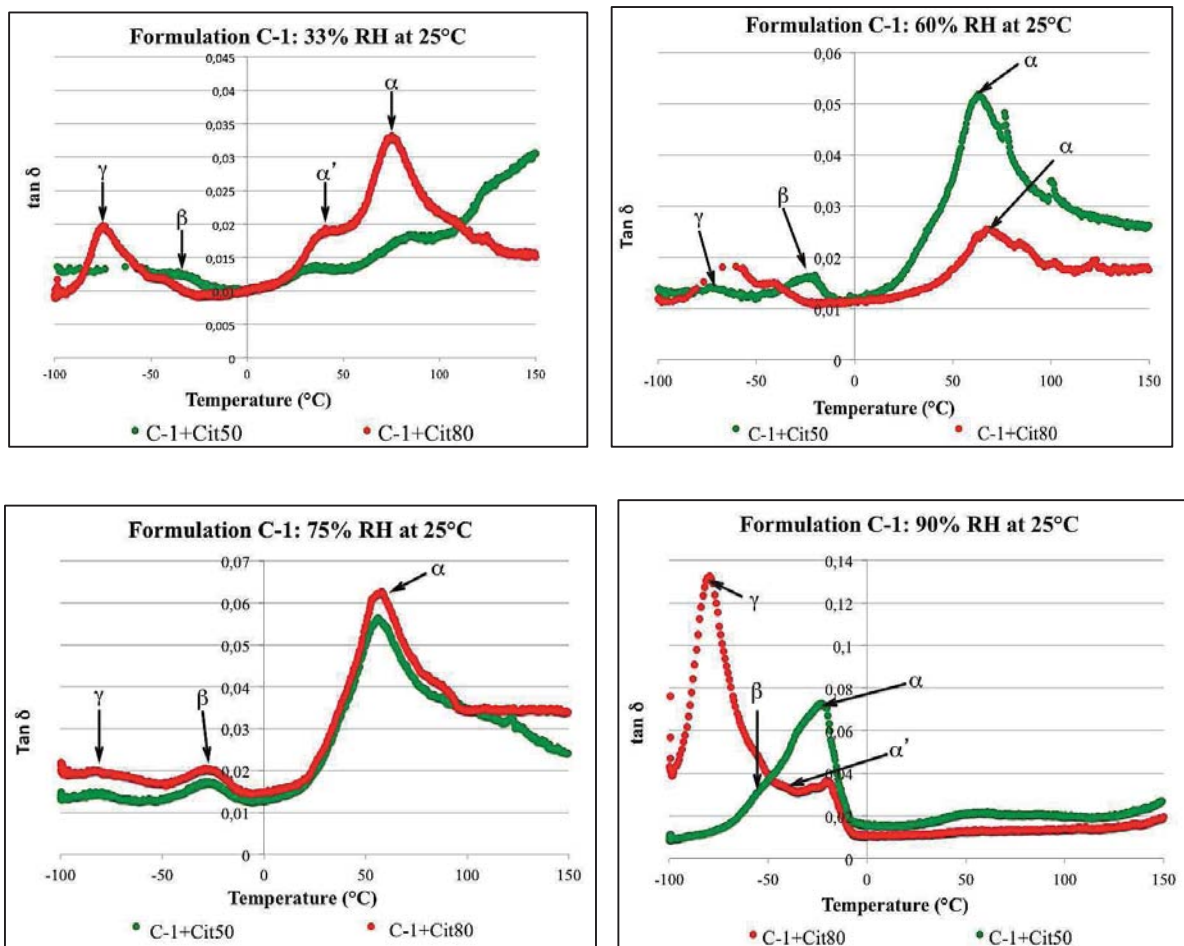 Formulation C-1: 33% RH at 25°C
0,045
0,04
0,035
0,03
0,025
0,02
0,015
0,01
0,005
0
tan δ
γ
β
α'
α
-100
-50
0
50
100
150
Temperature (°C)
C-1+Cit50
C-1+Cit80
Formulation C-1: 60% RH at 25°C
0,06
0,05
0,04
0,03
0,02
0,01
0
Tan δ
γ
β
α
α
-100
-50
0
50
100
150
Temperature (°C)
C-1+Cit50
C-1+Cit80
Formulation C-1: 75% RH at 25°C
0,07
0,06
0,05
0,04
0,03
0,02
0,01
0
Tan δ
γ
β
α
-100
-50
0
50
100
150
Temperature (°C)
C-1+Cit50
C-1+Cit80
Formulation C-1: 90% RH at 25°C
0,14
0,12
0,1
0,08
0,06
0,04
0,02
0
tan δ
γ
β
α
α'
-100
-50
0
50
100
150
Temperature (°C)
C-1+Cit80
C-1+Cit50